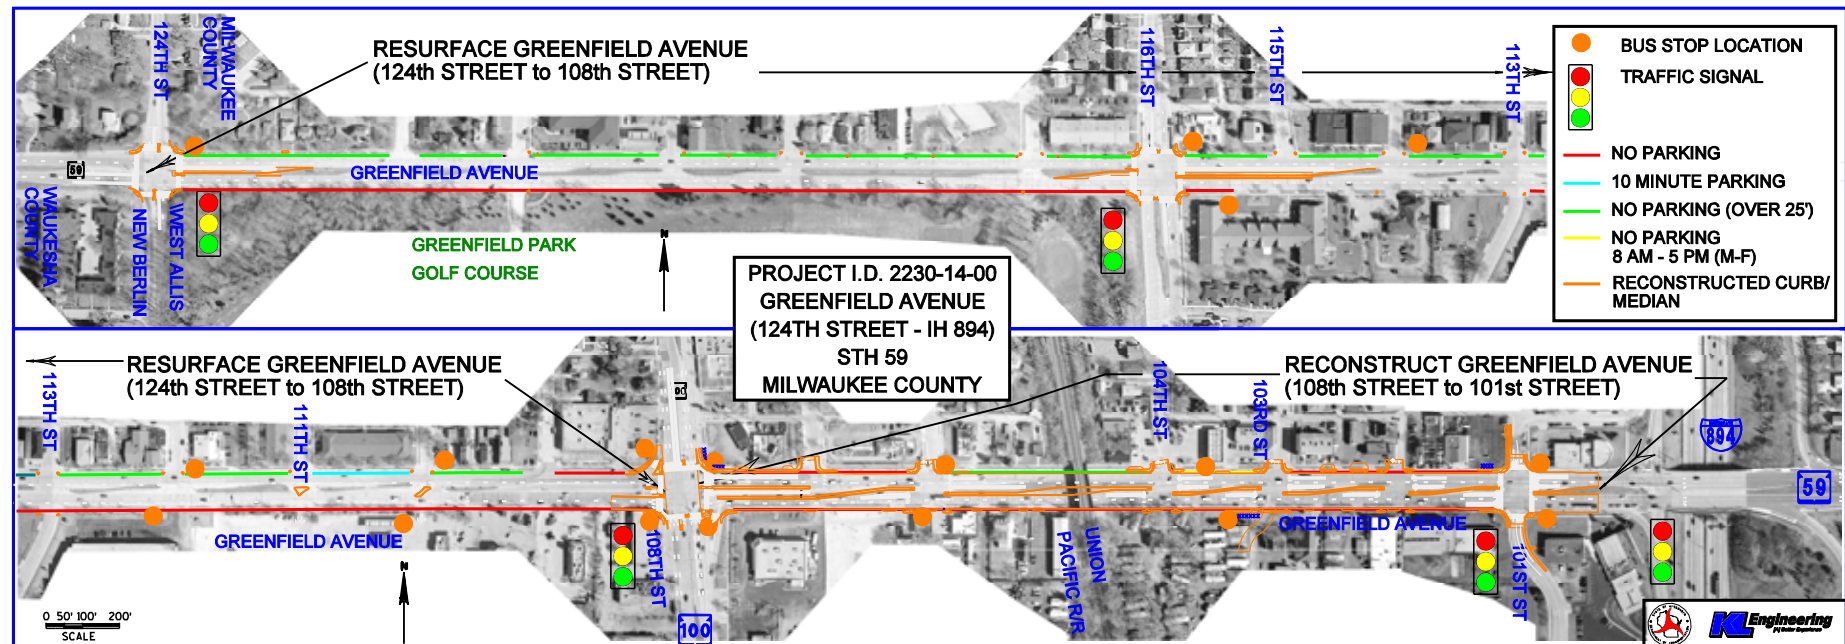 RESURFACE GREENFIELD AVENUE
(124th STREET to 108th STREET)
124TH ST
MILWAUKEE
COUNTY
116TH ST
115TH ST
113TH ST
59
GREENFIELD AVENUE
WAUKESHA
COUNTY
NEW BERLIN
WEST ALLIS
GREENFIELD PARK
GOLF COURSE
N
BUS STOP LOCATION
TRAFFIC SIGNAL
NO PARKING
10 MINUTE PARKING
NO PARKING (OVER 25')
NO PARKING
8 AM - 5 PM (M-F)
RECONSTRUCTED CURB/
MEDIAN
PROJECT I.D. 2230-14-00
GREENFIELD AVENUE
(124TH STREET - IH 894)
STH 59
MILWAUKEE COUNTY
RESURFACE GREENFIELD AVENUE
(124th STREET to 108th STREET)
RECONSTRUCT GREENFIELD AVENUE
(108th STREET to 101st STREET)
113TH ST
111TH ST
104TH ST
103RD ST
894
59
GREENFIELD AVENUE
GREENFIELD AVENUE
108TH ST
UNION
PACIFIC R/R
101ST ST
N
100
0 50' 100' 200'
SCALE
KL Engineering